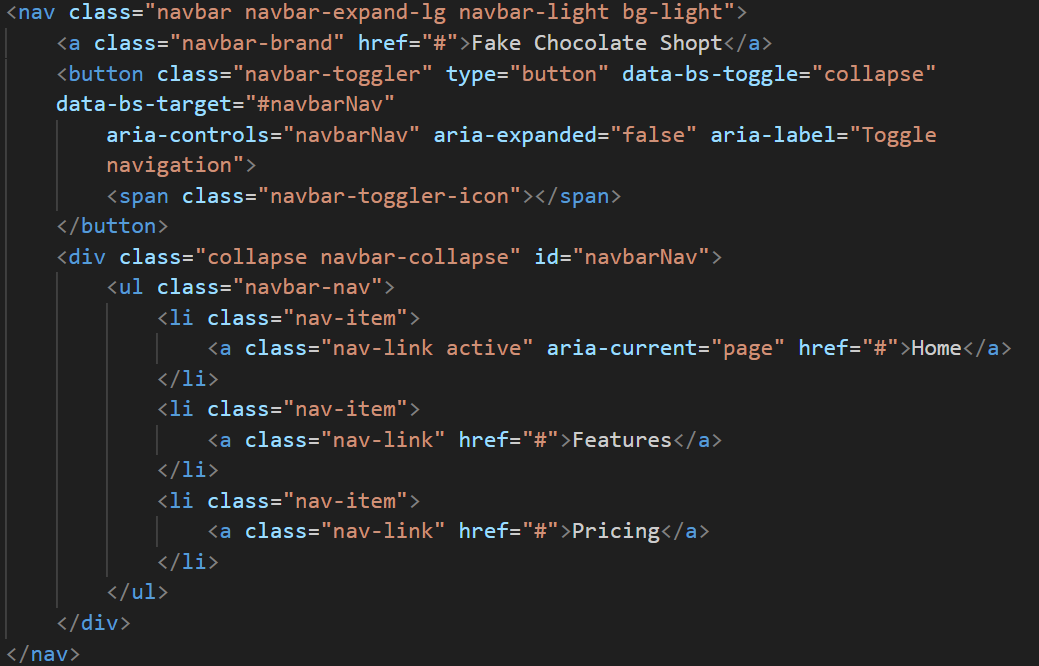 <nav class="navbar navbar-expand-lg navbar-light bg-light">
    <a class="navbar-brand" href="#">Fake Chocolate Shopt</a>
    <button class="navbar-toggler" type="button" data-bs-toggle="collapse"
    data-bs-target="#navbarNav"
        aria-controls="navbarNav" aria-expanded="false" aria-label="Toggle
        navigation">
        <span class="navbar-toggler-icon"></span>
    </button>
    <div class="collapse navbar-collapse" id="navbarNav">
        <ul class="navbar-nav">
            <li class="nav-item">
                <a class="nav-link active" aria-current="page" href="#">Home</a>
            </li>
            <li class="nav-item">
                <a class="nav-link" href="#">Features</a>
            </li>
            <li class="nav-item">
                <a class="nav-link" href="#">Pricing</a>
            </li>
        </ul>
    </div>
</nav>